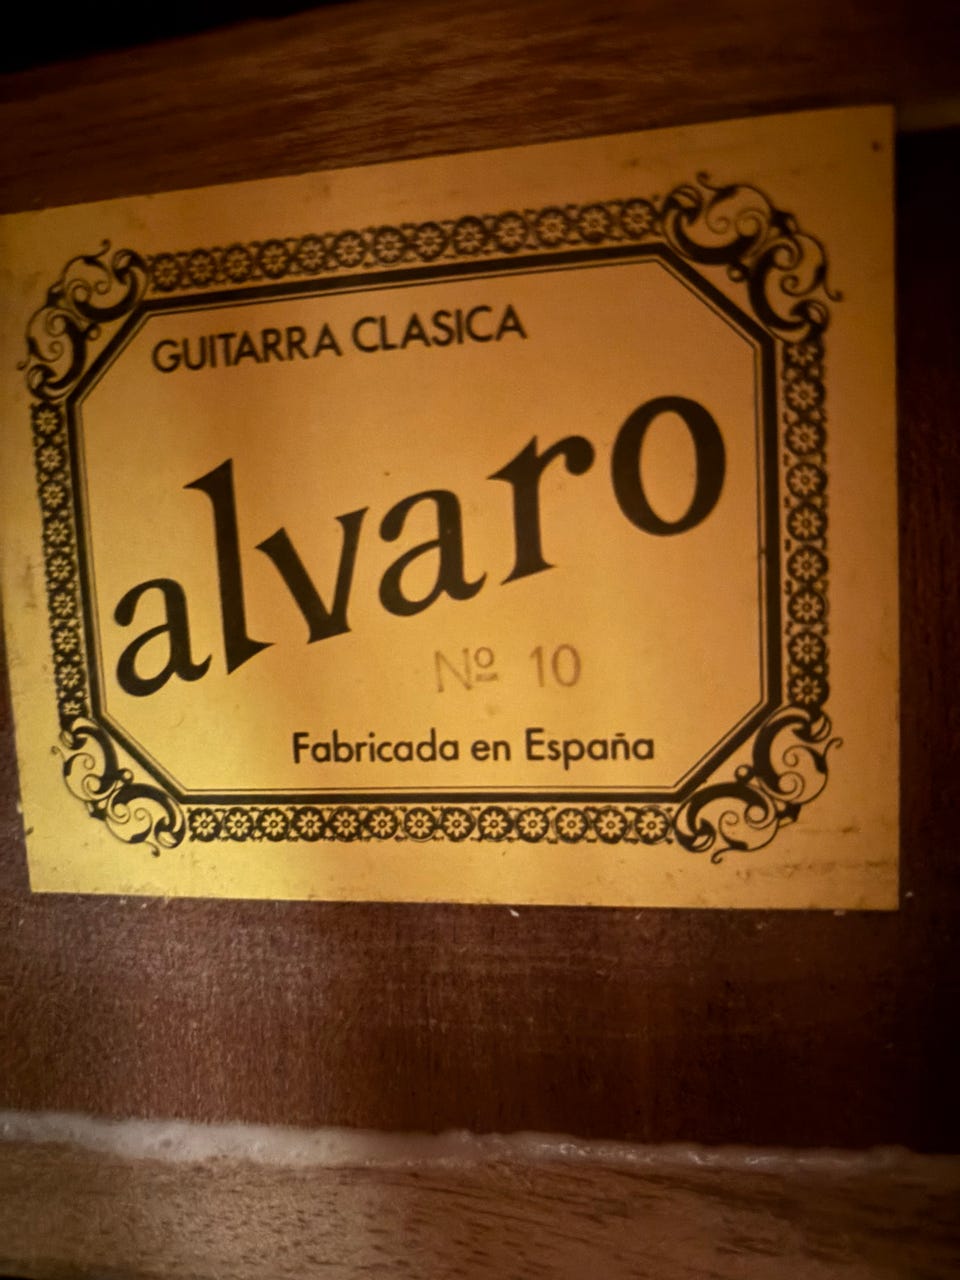 GUITARRA CLASICA
alvaro
Nº 10
Fabricada en España